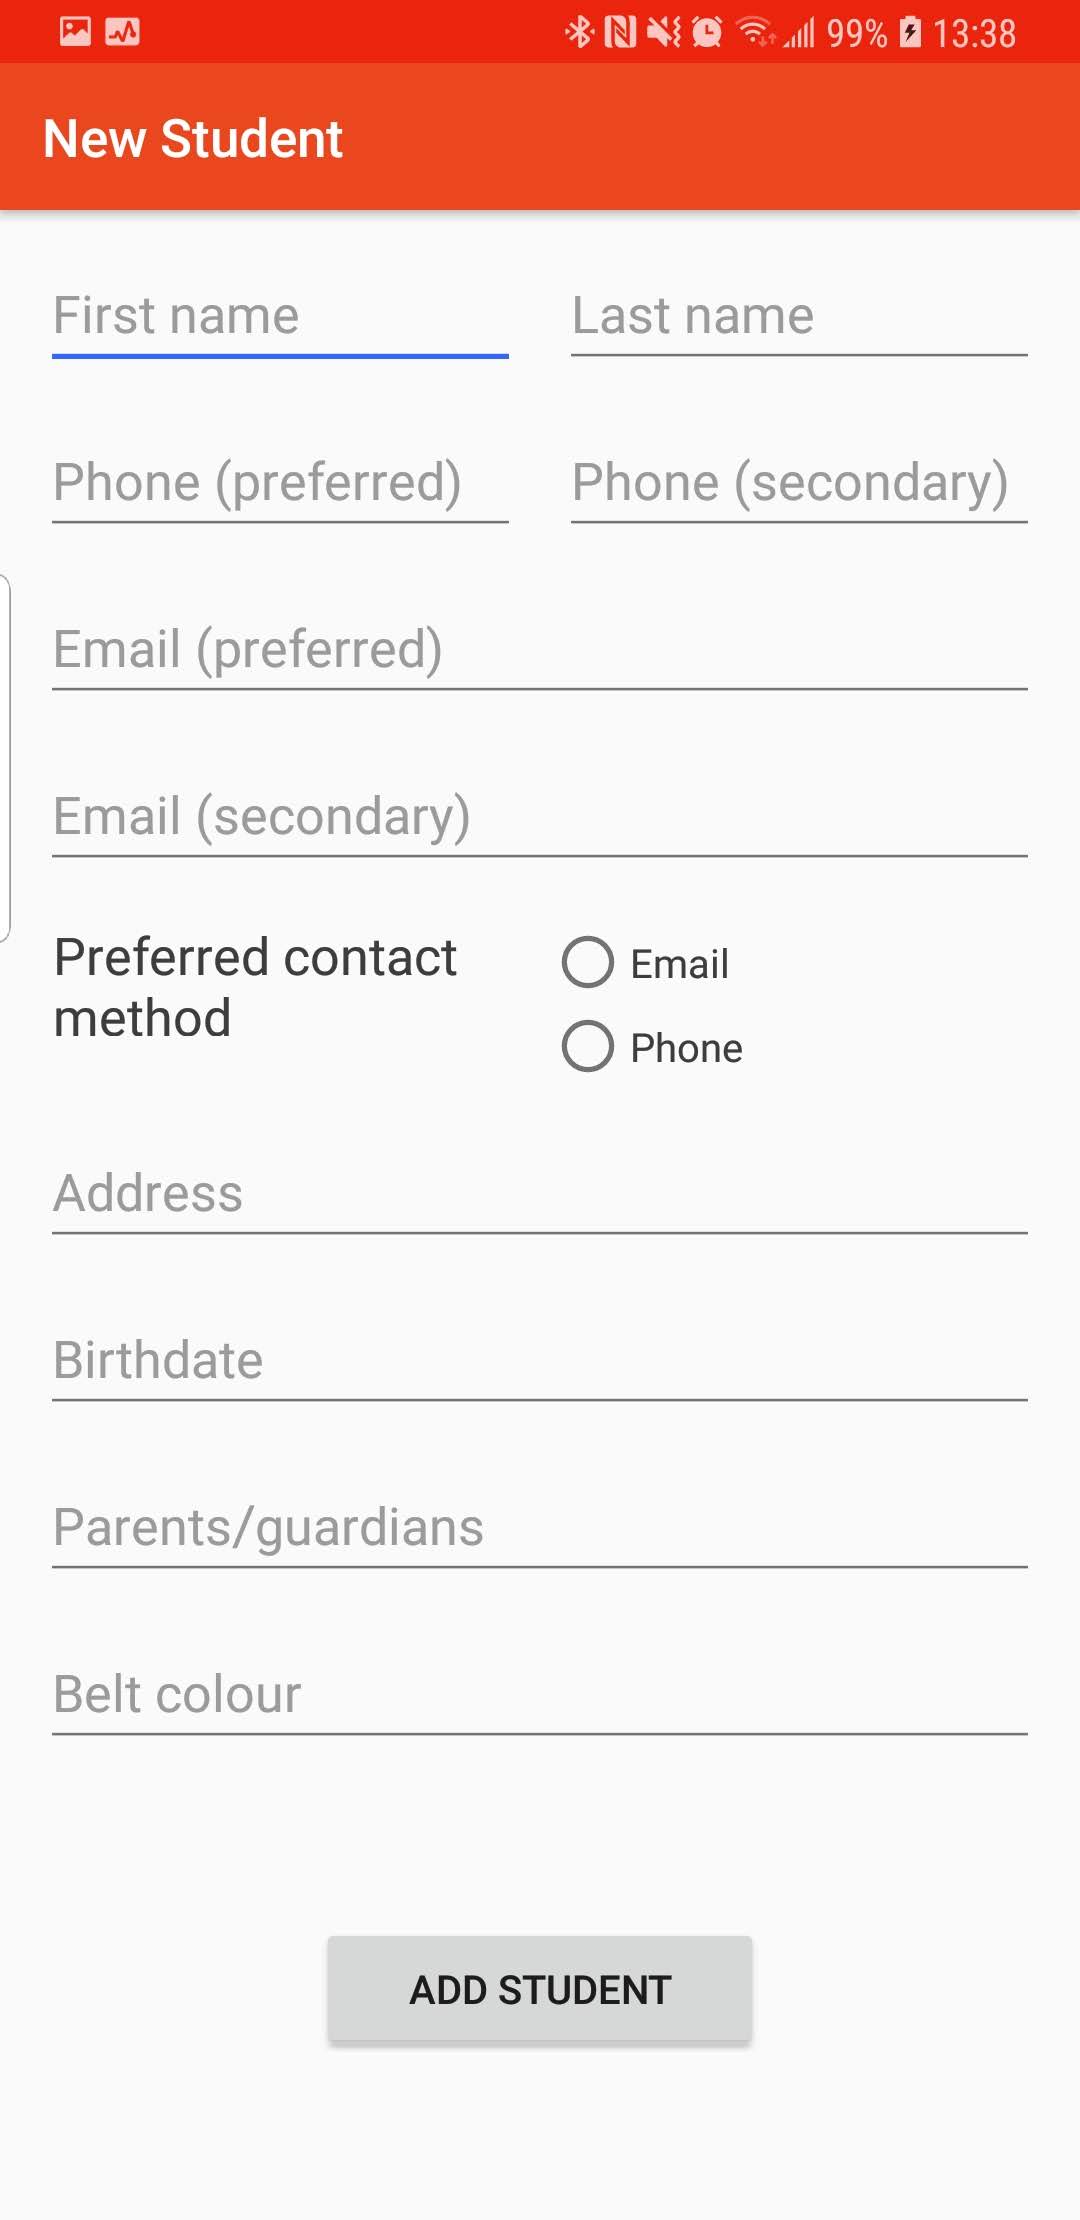 99% 13:38
New Student
First name Last name
Phone (preferred) Phone (secondary)
Email (preferred)
Email (secondary)
Preferred contact method
Email
Phone
Address
Birthdate
Parents/guardians
Belt colour
ADD STUDENT